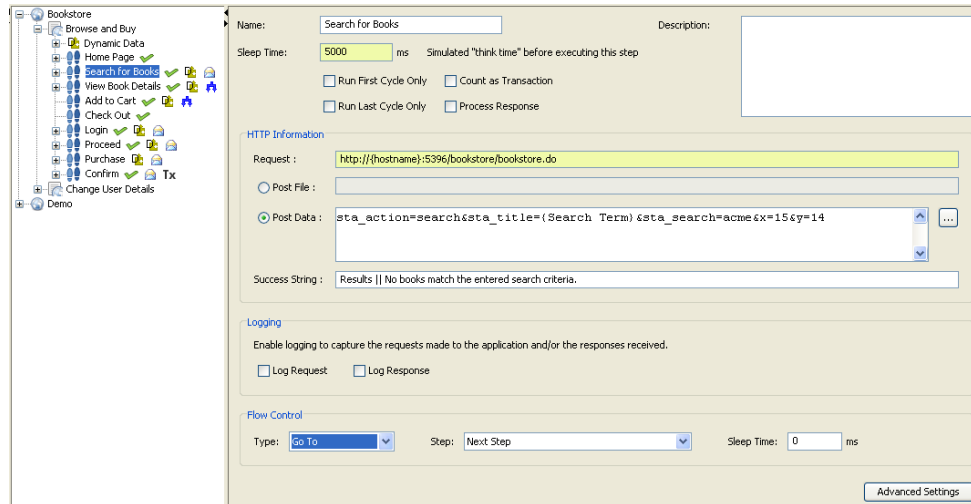 Bookstore
Browse and Buy
Dynamic Data
Home Page
Search for Books
View Book Details
Add to Cart
Check Out
Login
Proceed
Purchase
Confirm Tx
Change User Details
Demo
Name: Search for Books Description:
Sleep Time: 5000 ms Simulated "think time" before executing this step
Run First Cycle Only Count as Transaction
Run Last Cycle Only Process Response
HTTP Information
Request : http://{hostname}:5396/bookstore/bookstore.do
Post File :
Post Data : sta_action=search&sta_title={Search Term}&sta_search=acme&x=15&y=14 ...
Success String : Results || No books match the entered search criteria.
Logging
Enable logging to capture the requests made to the application and/or the responses received.
Log Request Log Response
Flow Control
Type: Go To Step: Next Step Sleep Time: 0 ms
Advanced Settings